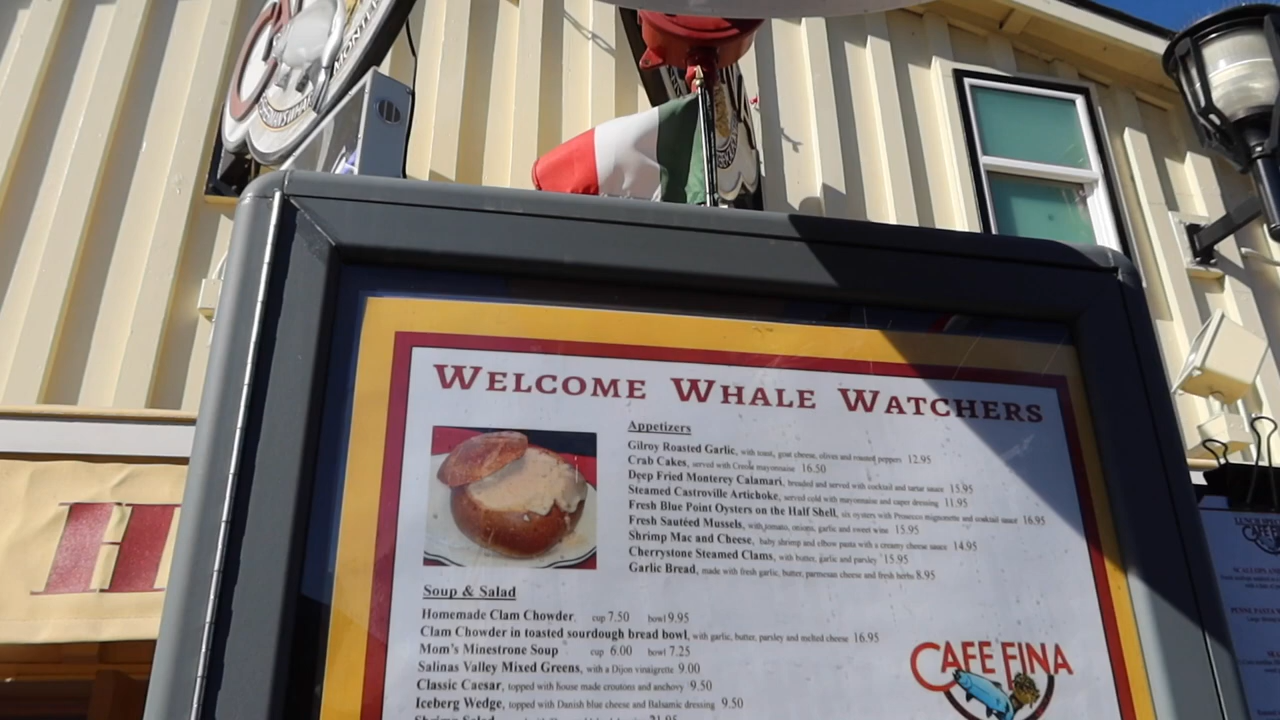 WELCOME WHALE WATCHERS
Appetizers
Gilroy Roasted Garlic, with toast, goat cheese, olives and roasted peppers 12.95
Crab Cakes, served with Creole mayonnaise 16.50
Deep Fried Monterey Calamari, breaded and served with cocktail and tartar sauce 15.95
Steamed Castroville Artichoke, served cold with mayonnaise and caper dressing 11.95
Fresh Blue Point Oysters on the Half Shell, six oysters with Prosecco mignonette and cocktail sauce 16.95
Fresh Sautéed Mussels, with tomato, onions, garlic and sweet wine 15.95
Shrimp Mac and Cheese, baby shrimp and elbow pasta with a creamy cheese sauce 14.95
Cherrystone Steamed Clams, with butter, garlic and parsley 15.95
Garlic Bread, made with fresh garlic, butter, parmesan cheese and fresh herbs 8.95
Soup & Salad
Homemade Clam Chowder, cup 7.50 bowl 9.95
Clam Chowder in toasted sourdough bread bowl, with garlic, butter, parsley and melted cheese 16.95
Mom's Minestrone Soup cup 6.00 bowl 7.25
Salinas Valley Mixed Greens, with a Dijon vinaigrette 9.00
Classic Caesar, topped with house made croutons and anchovy 9.50
Iceberg Wedge, topped with Danish blue cheese and Balsamic dressing 9.50
Shrimp Salad
CAFE FINA